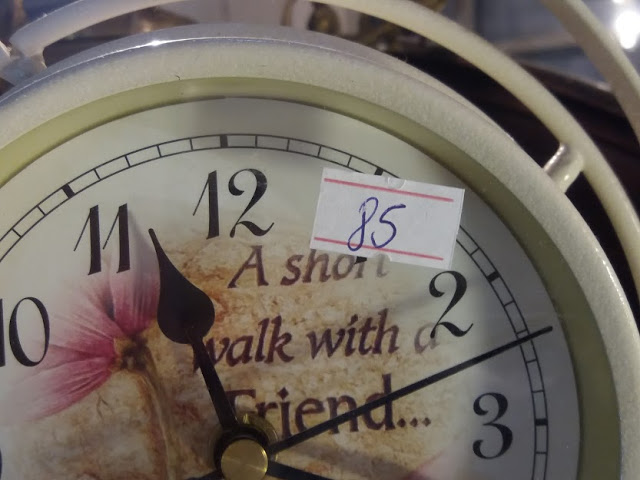 11 12
85
A short
2
10
walk with a
3
Friend...